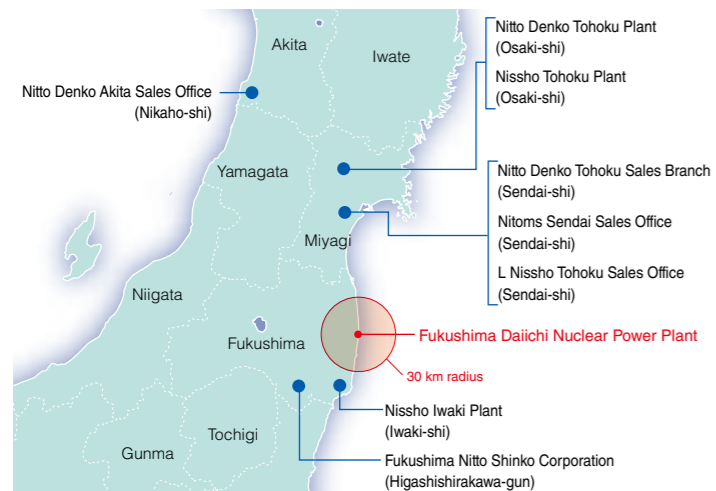 Nitto Denko Tohoku Plant
(Osaki-shi)
Nissho Tohoku Plant
(Osaki-shi)
Akita
Iwate
Nitto Denko Akita Sales Office
(Nikaho-shi)
Yamagata
Nitto Denko Tohoku Sales Branch
(Sendai-shi)
Nitoms Sendai Sales Office
(Sendai-shi)
L Nissho Tohoku Sales Office
(Sendai-shi)
Miyagi
Niigata
Fukushima
Fukushima Daiichi Nuclear Power Plant
30 km radius
Nissho Iwaki Plant
(Iwaki-shi)
Tochigi
Gunma
Fukushima Nitto Shinko Corporation
(Higashishirakawa-gun)